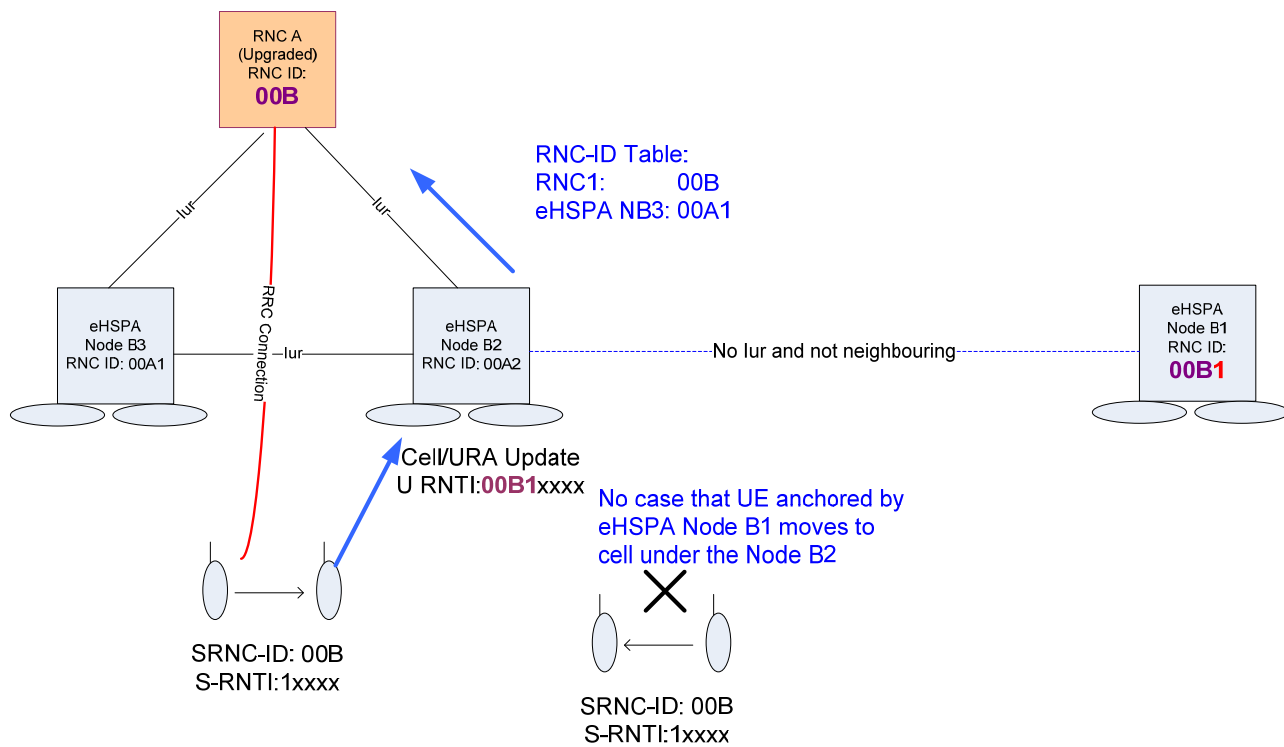 RNC A
(Upgraded)
RNC ID:
00B
RNC-ID Table:
RNC1: 00B
eHSPA NB3: 00A1
Iur
Iur
RRC Connection
eHSPA
Node B3
RNC ID: 00A1
Iur
eHSPA
Node B2
RNC ID: 00A2
No Iur and not neighbouring
eHSPA
Node B1
RNC ID:
00B1
Cell/URA Update
U RNTI:00B1xxxx
No case that UE anchored by
eHSPA Node B1 moves to
cell under the Node B2
SRNC-ID: 00B
S-RNTI:1xxxx
SRNC-ID: 00B
S-RNTI:1xxxx